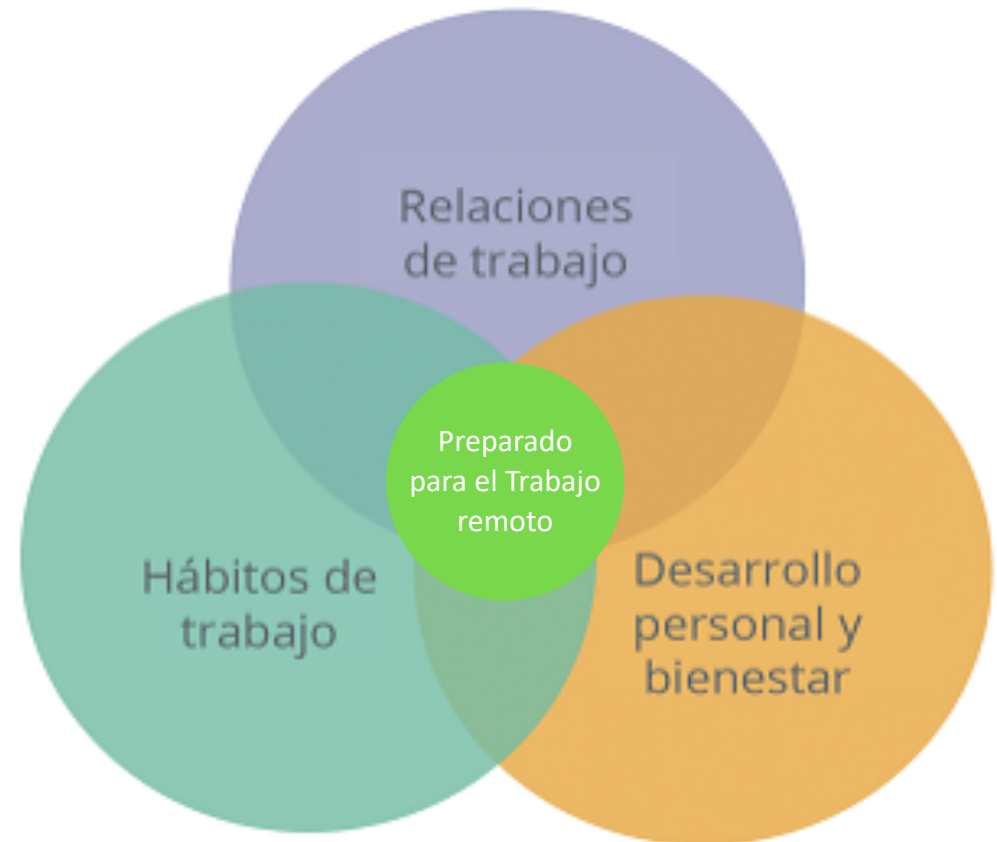 Relaciones
de trabajo
Preparado
para el Trabajo
remoto
Hábitos de
trabajo
Desarrollo
personal y
bienestar